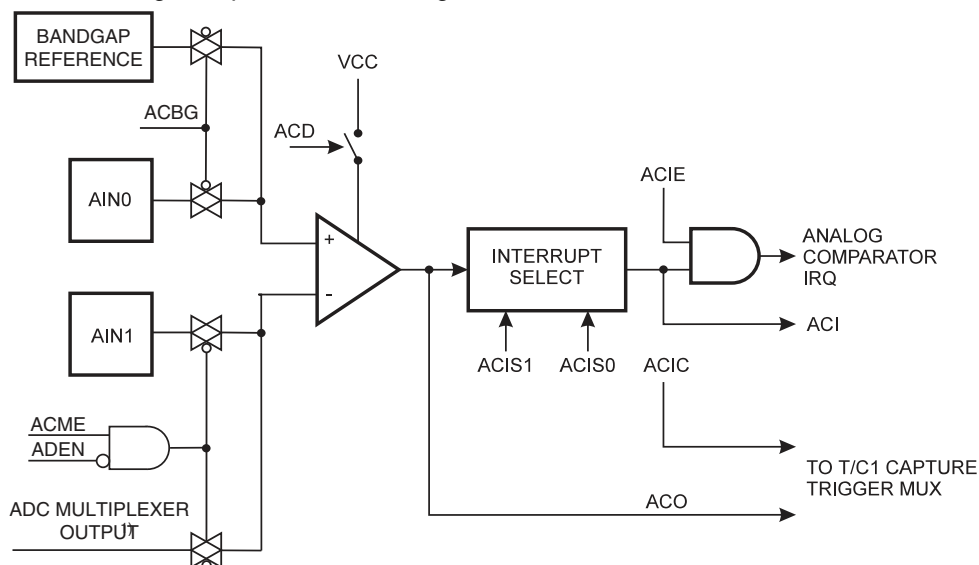 BANDGAP
REFERENCE
VCC
ACBG
ACD
AIN0
ACIE
+
INTERRUPT
SELECT
ANALOG
COMPARATOR
IRQ
-
AIN1
ACI
ACIS1
ACIS0
ACIC
ACME
ADEN
TO T/C1 CAPTURE
TRIGGER MUX
ADC MULTIPLEXER
OUTPUT
1)
ACO